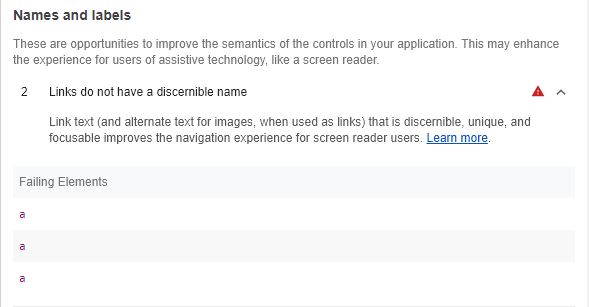 Names and labels
These are opportunities to improve the semantics of the controls in your application. This may enhance
the experience for users of assistive technology, like a screen reader.
2 Links do not have a discernible name
Link text (and alternate text for images, when used as links) that is discernible, unique, and
focusable improves the navigation experience for screen reader users. Learn more.
Failing Elements
a
a
a